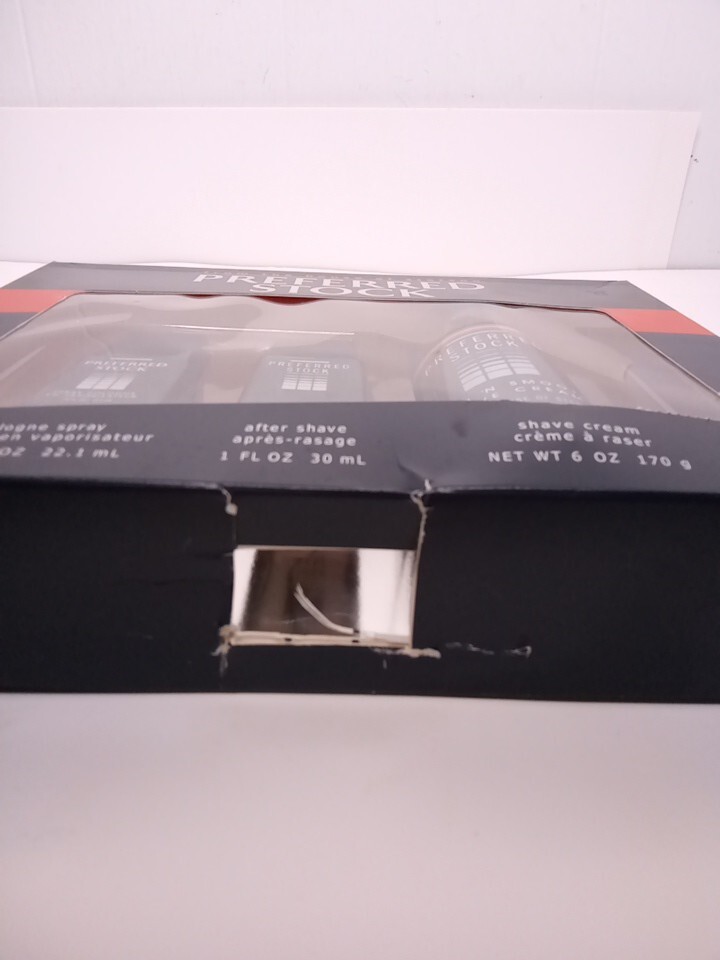 PREFERRED
STOCK
PREFERRED
STOCK
PREFERRED
STOCK
PREFERRED
STOCK
logne spray
en vaporisateur
OZ 22.1 mL
after shave
après-rasage
1 FL OZ 30 mL
shave cream
crème à raser
NET WT 6 OZ 170 g